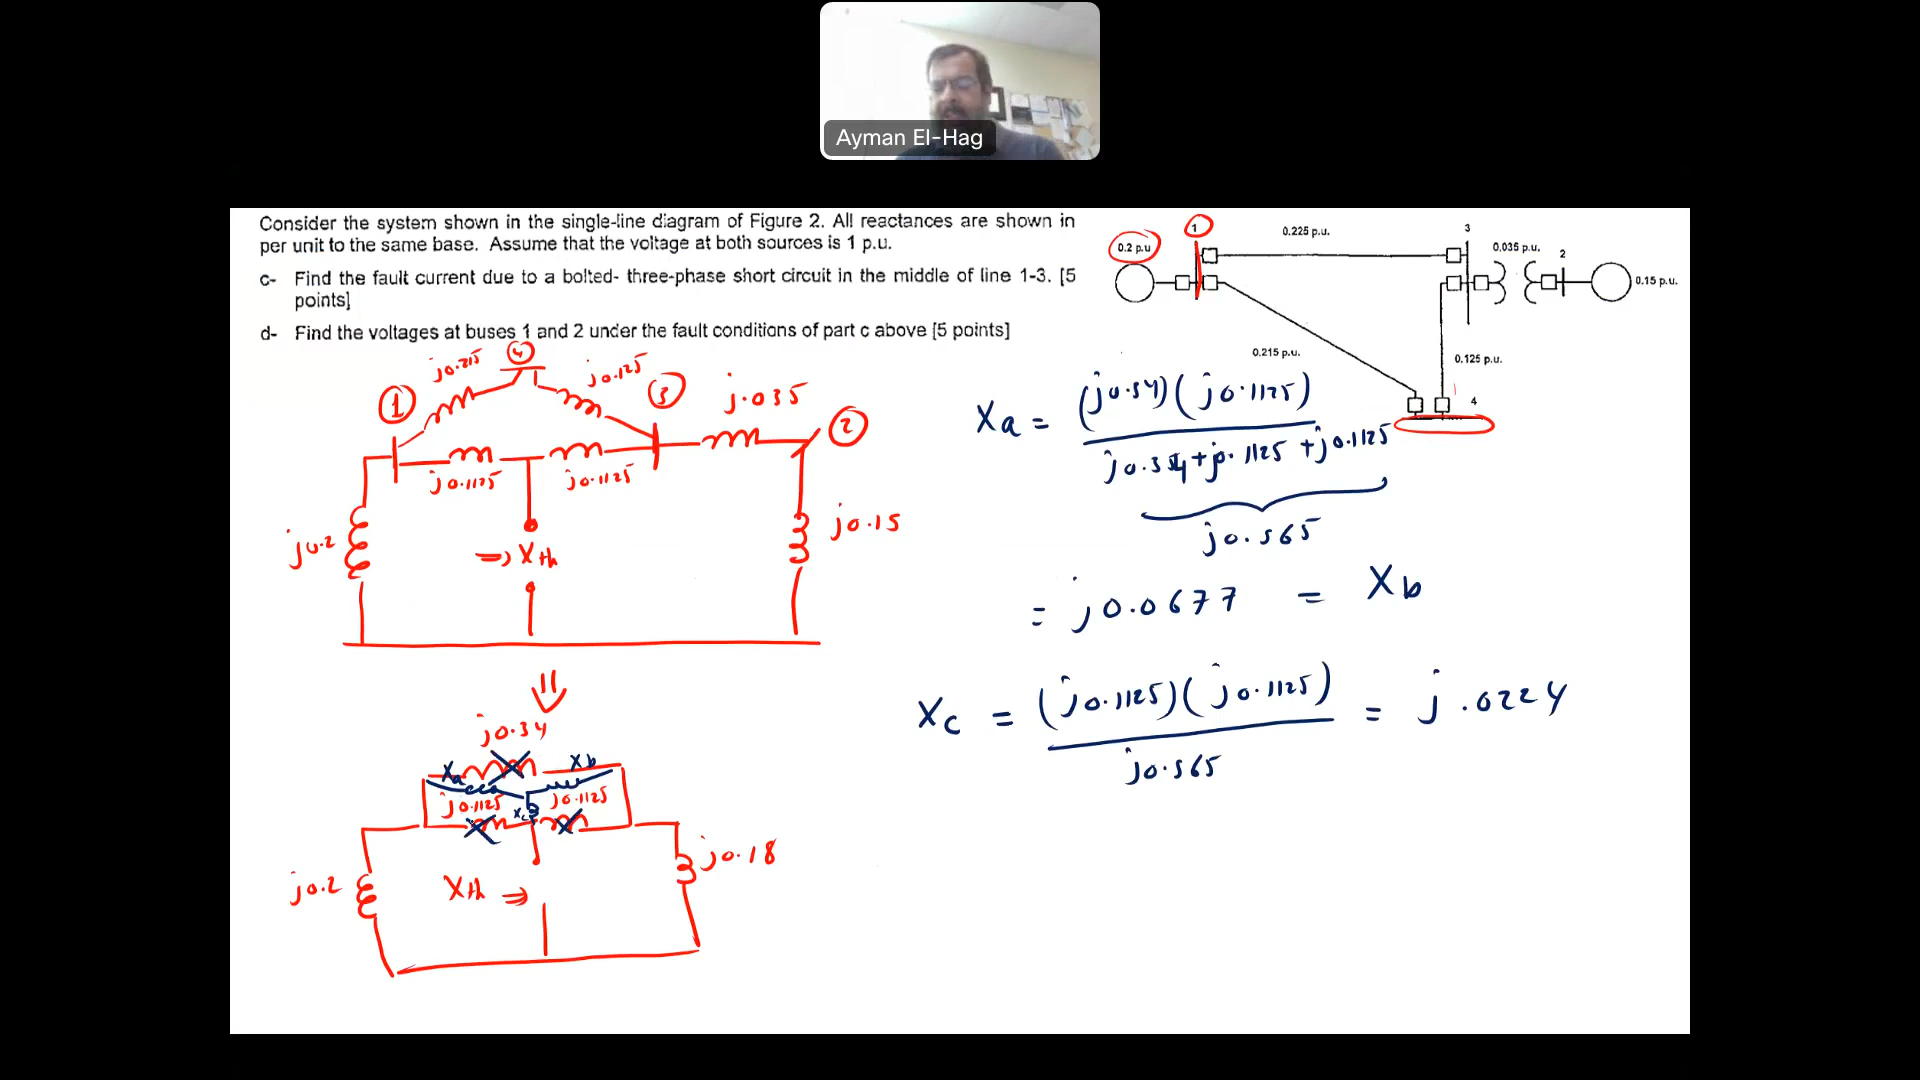 Ayman El-Hag
Consider the system shown in the single-line diagram of Figure 2. All reactances are shown in
per unit to the same base. Assume that the voltage at both sources is 1 p.u.
c- Find the fault current due to a bolted- three-phase short circuit in the middle of line 1-3. [5
points]
d- Find the voltages at buses 1 and 2 under the fault conditions of part c above [5 points]
1
0.225 p.u.
3
0.2 p.u
0.035 p.u.
2
0.15 p.u.
0.215 p.u.
0.125 p.u.
4
j0.215
4
j0.125
1
3
j.035
2
j0.1125
j0.1125
j0.2
=> Xth
j0.15
j0.34
Xa
Xb
j0.1125
Xc
j0.1125
j0.2
Xth =>
j0.18
Xa = (j0.34)(j0.1125)
j0.34+j0.1125+j0.1125
j0.565
= j0.0677 = Xb
Xc = (j0.1125)(j0.1125) = j.0224
j0.565